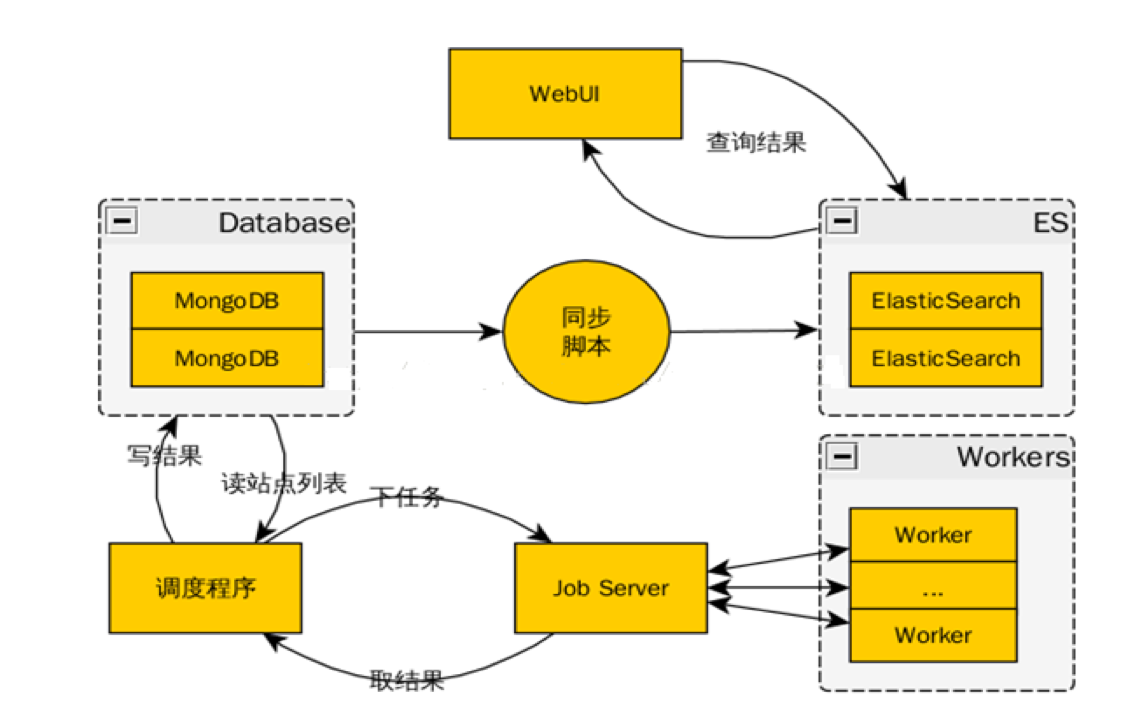 WebUI
查询结果
Database
MongoDB
MongoDB
同步
脚本
ES
ElasticSearch
ElasticSearch
写结果
读站点列表
下任务
调度程序
Job Server
取结果
Workers
Worker
...
Worker